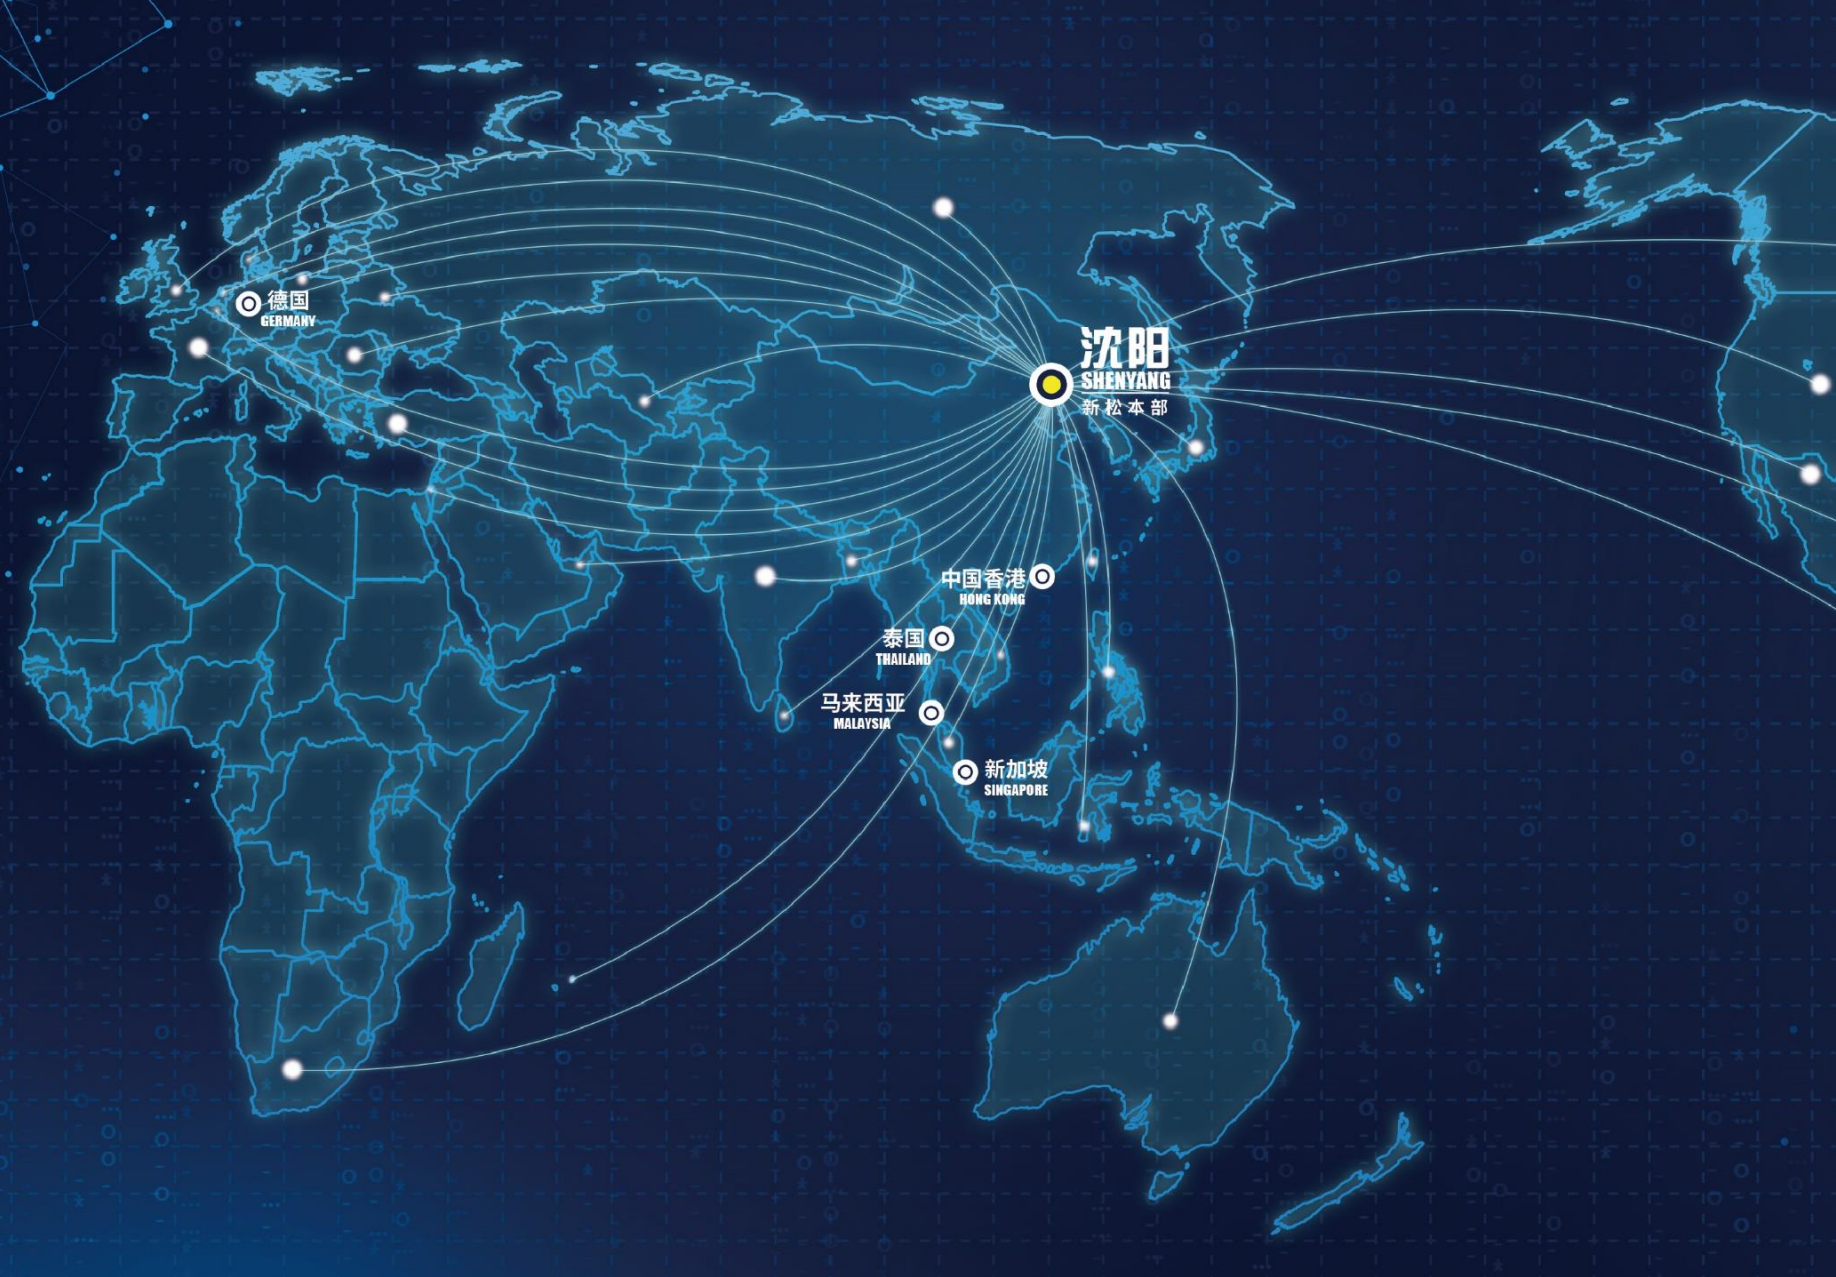 德国
GERMANY
沈阳
SHENYANG
新松本部
中国香港
HONG KONG
泰国
THAILAND
马来西亚
MALAYSIA
新加坡
SINGAPORE